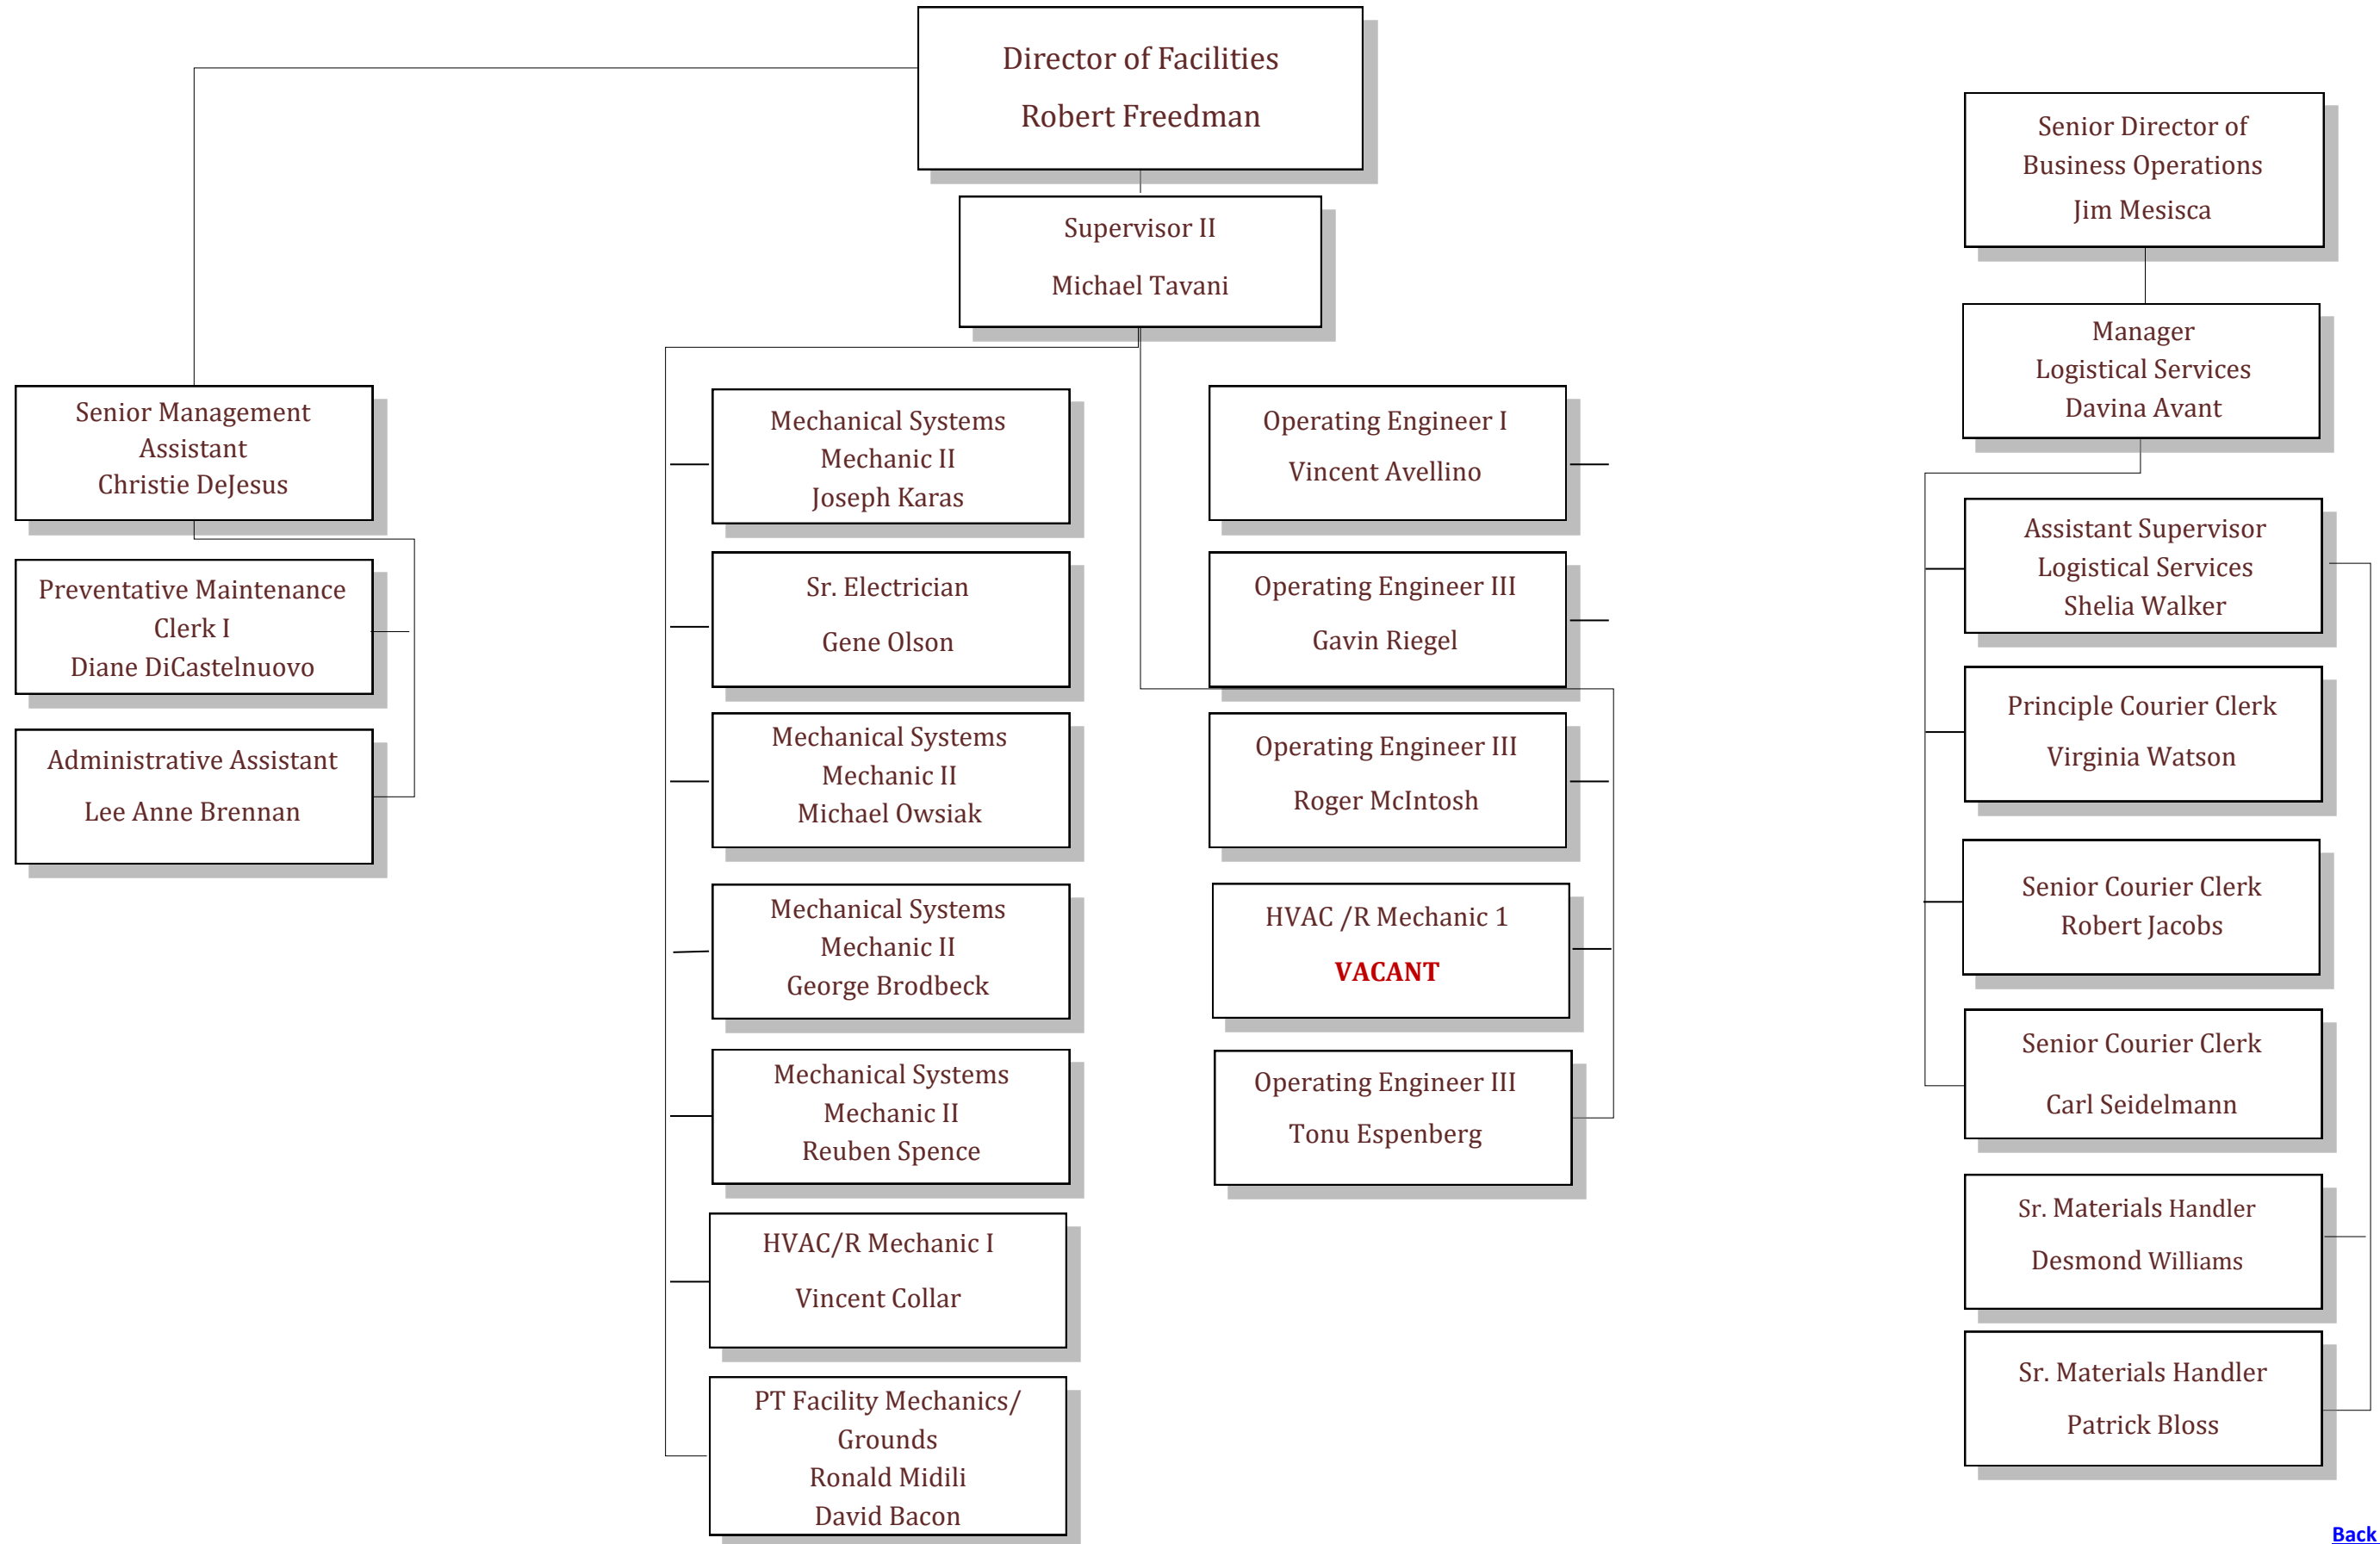 Director of Facilities
Robert Freedman
Supervisor II
Michael Tavani
Senior Management
Assistant
Christie DeJesus
Preventative Maintenance
Clerk I
Diane DiCastelnuovo
Administrative Assistant
Lee Anne Brennan
Mechanical Systems
Mechanic II
Joseph Karas
Sr. Electrician
Gene Olson
Mechanical Systems
Mechanic II
Michael Owsiak
Mechanical Systems
Mechanic II
George Brodbeck
Mechanical Systems
Mechanic II
Reuben Spence
HVAC/R Mechanic I
Vincent Collar
PT Facility Mechanics/
Grounds
Ronald Midili
David Bacon
Operating Engineer I
Vincent Avellino
Operating Engineer III
Gavin Riegel
Operating Engineer III
Roger McIntosh
HVAC /R Mechanic 1
VACANT
Operating Engineer III
Tonu Espenberg
Senior Director of
Business Operations
Jim Mesisca
Manager
Logistical Services
Davina Avant
Assistant Supervisor
Logistical Services
Shelia Walker
Principle Courier Clerk
Virginia Watson
Senior Courier Clerk
Robert Jacobs
Senior Courier Clerk
Carl Seidelmann
Sr. Materials Handler
Desmond Williams
Sr. Materials Handler
Patrick Bloss
Back